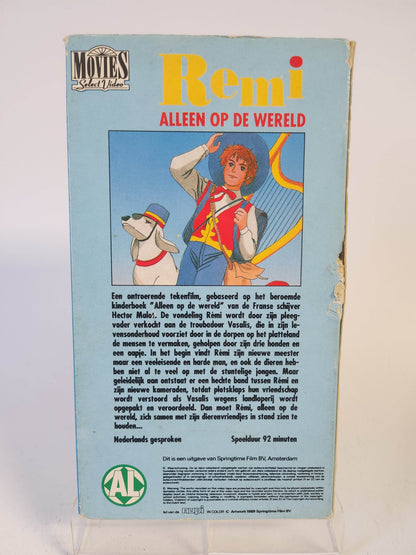 MOVIES
Select Video
Remi
ALLEEN OP DE WERELD
Een ontroerende tekenfilm, gebaseerd op het beroemde
kinderboek "Alleen op de wereld" van de Franse schijver
Hector Malot. De vondeling Rémi wordt door zijn pleeg-
vader verkocht aan de troubadour Vasalis, die in zijn le-
vensonderhoud voorziet door in de dorpen op het platteland
de mensen te vermaken, geholpen door zijn drie honden en
een aapje. In het begin vindt Rémi zijn nieuwe meester
maar een veeleisende en harde man, en ook de dieren heb-
ben niet al te veel op met de stuntelige jongen. Maar
geleidelijk aan ontstaat er een hechte band tussen Rémi en
zijn nieuwe kameraden, totdat plotsklaps hun vriendschap
wordt verstoord als Vasalis wegens landloperij wordt
opgepakt en veroordeeld. Dan moet Rémi, alleen op de
wereld, zich samen met zijn dierenvriendjes in stand zien te
houden....
Nederlands gesproken Speelduur 92 minuten
Dit is een uitgave van Springtime Film BV, Amsterdam
AL
lid van de nvpi IN COLOR © Artwork 1989 Springtime Film BV